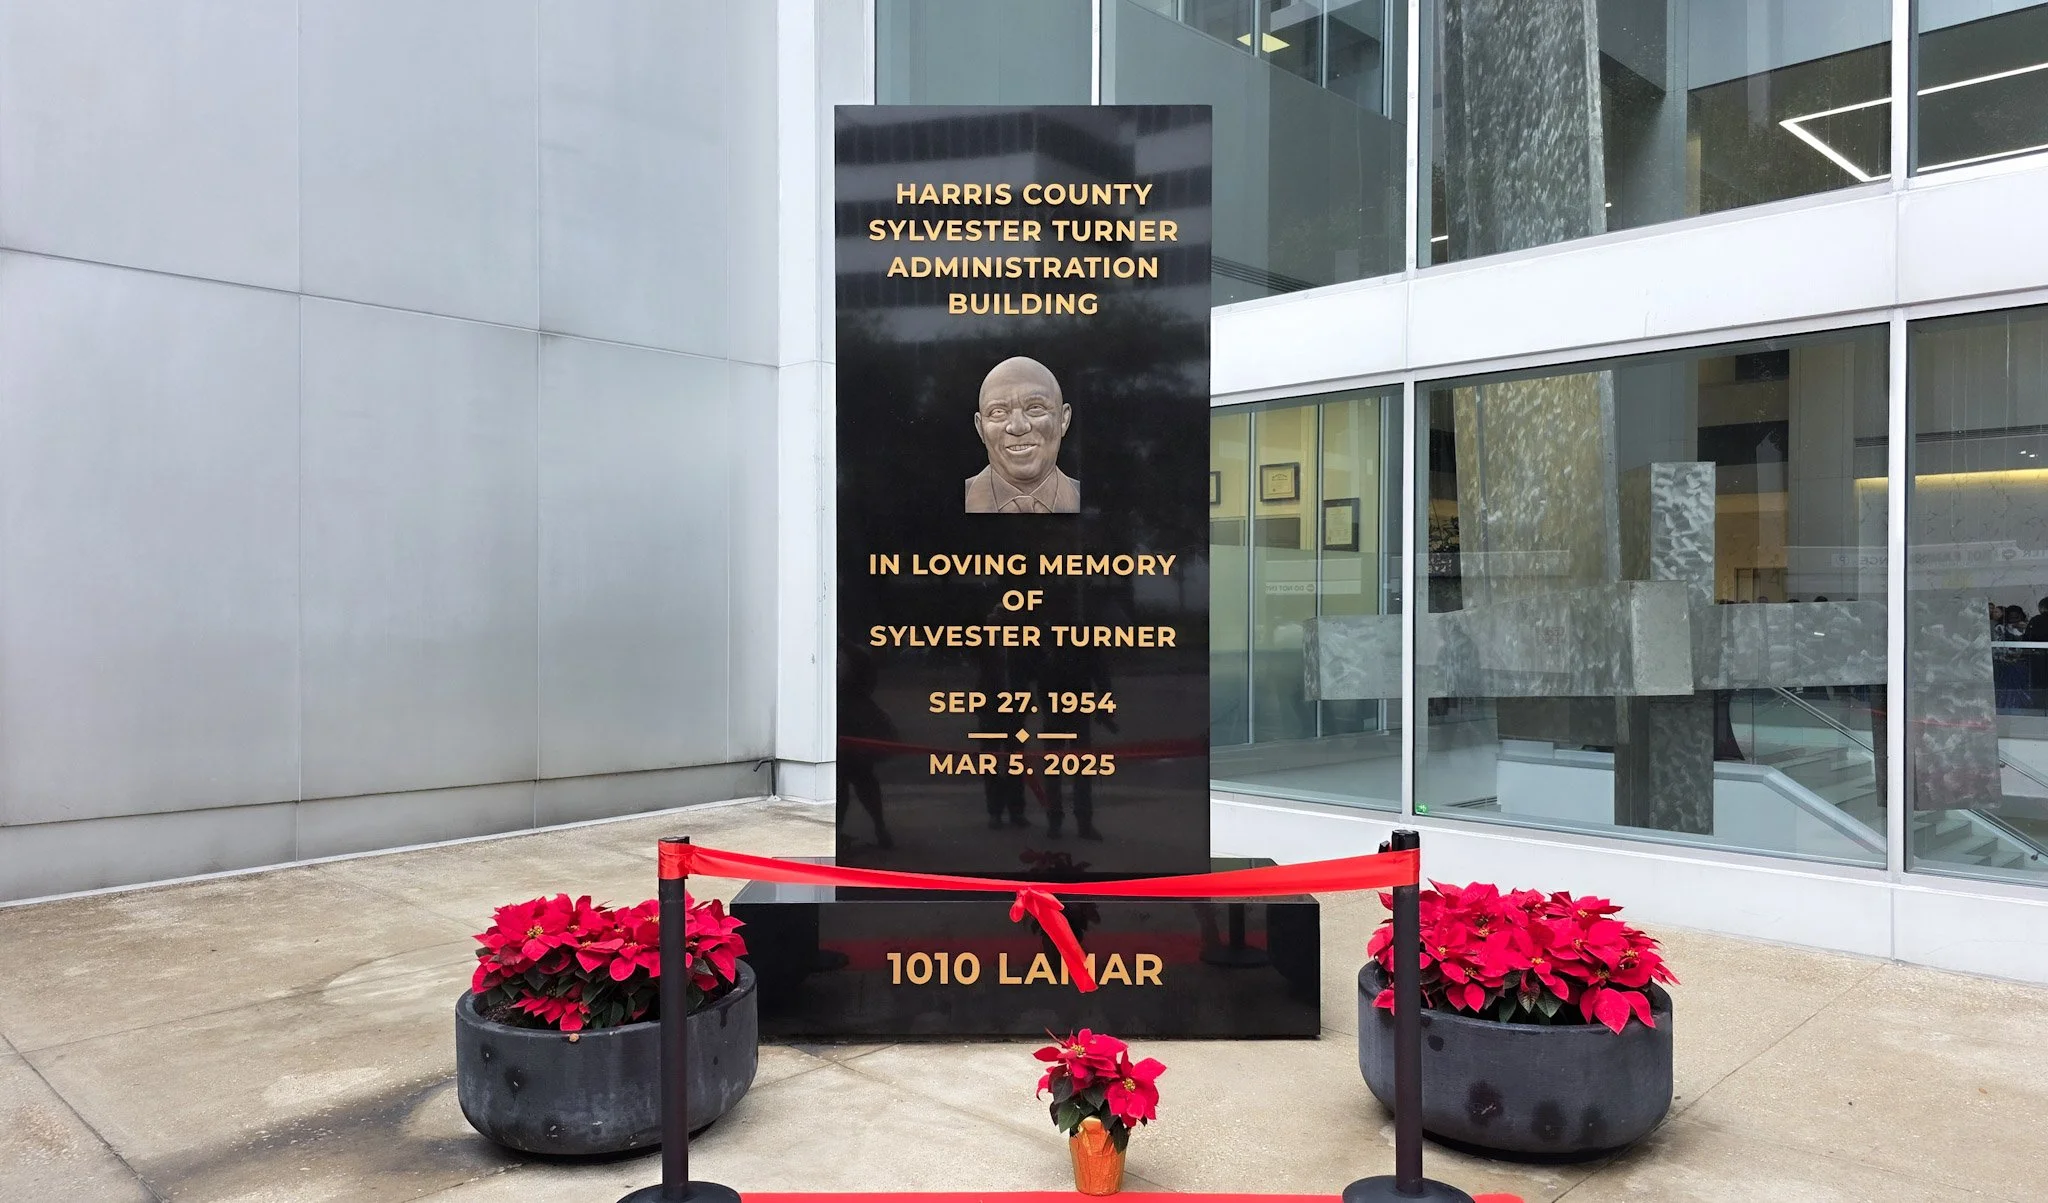 HARRIS COUNTY
SYLVESTER TURNER
ADMINISTRATION
BUILDING
IN LOVING MEMORY
OF
SYLVESTER TURNER
SEP 27. 1954
MAR 5. 2025
1010 LAMAR